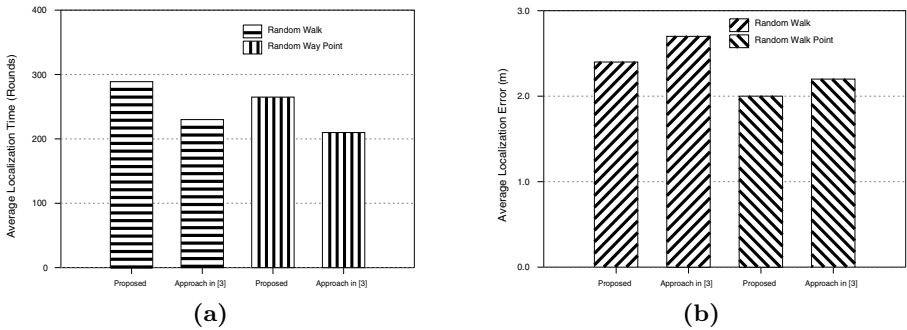 400
300
200
100
0
Average Localization Time (Rounds)
Random Walk
Random Way Point
Proposed
Approach in [3]
Proposed
Approach in [3]
(a)
3.0
2.0
1.0
0.0
Average Localization Error (m)
Random Walk
Random Walk Point
Proposed
Approach in [3]
Proposed
Approach in [3]
(b)